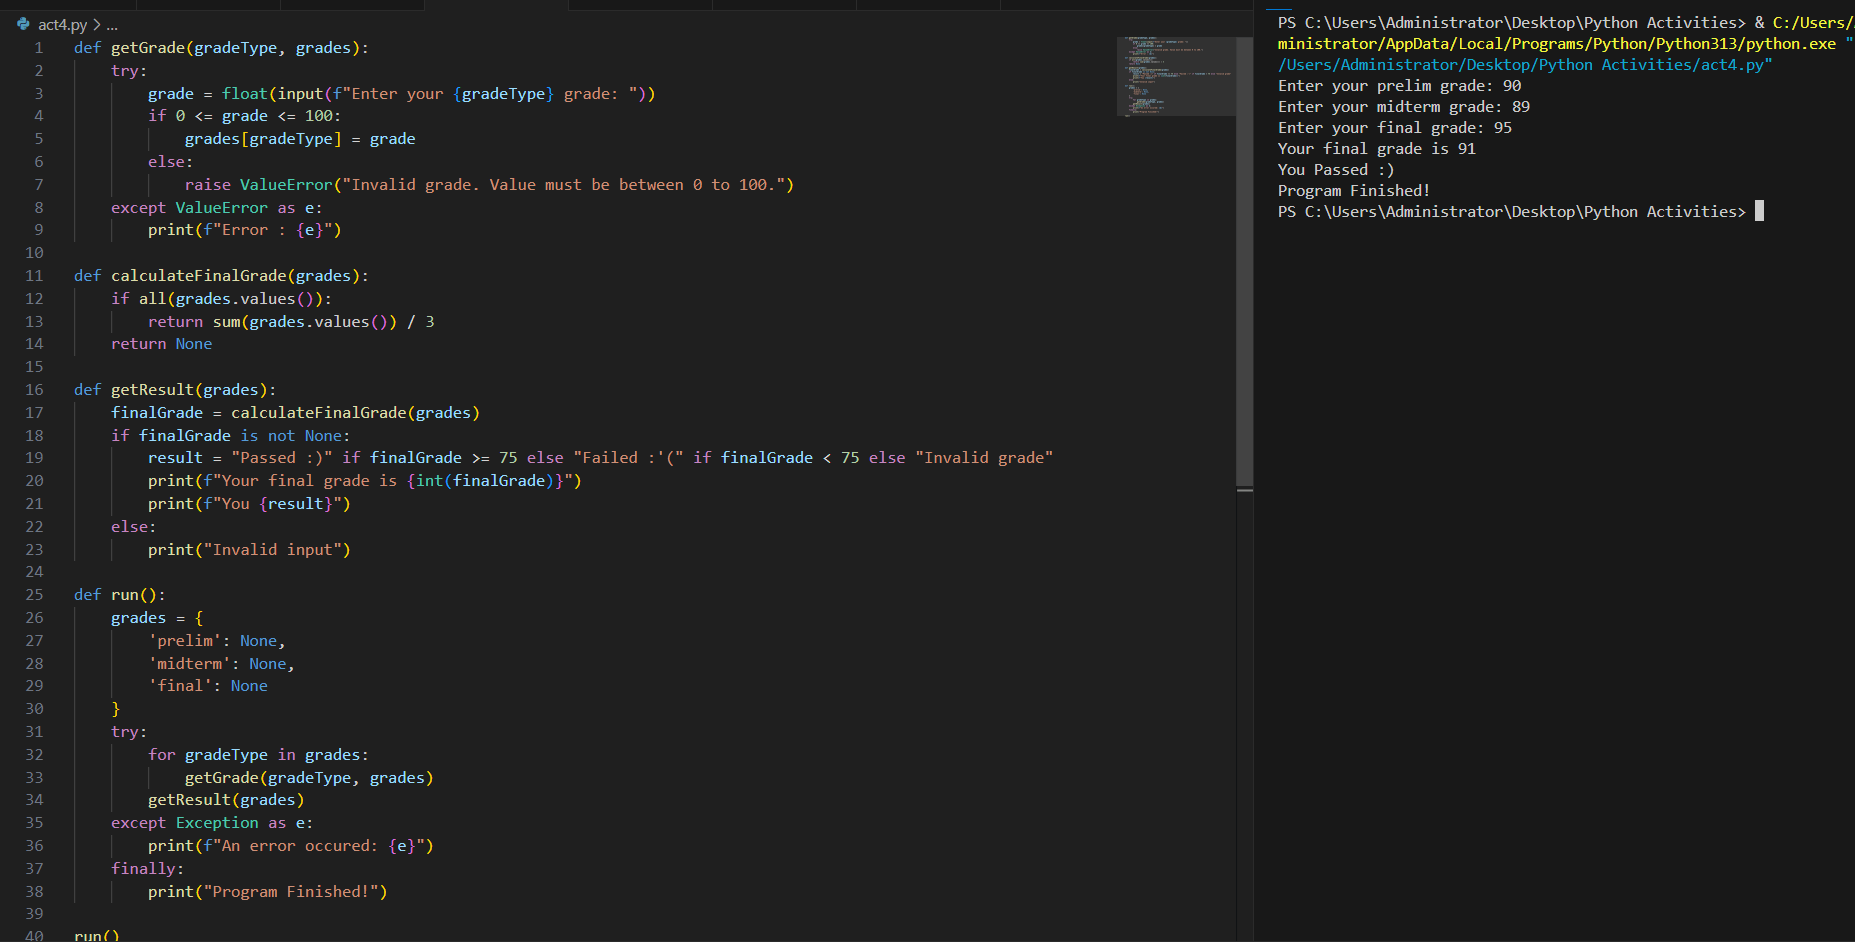 act4.py > ...
1 def getGrade(gradeType, grades):
2     try:
3         grade = float(input(f"Enter your {gradeType} grade: "))
4         if 0 <= grade <= 100:
5             grades[gradeType] = grade
6         else:
7             raise ValueError("Invalid grade. Value must be between 0 to 100.")
8     except ValueError as e:
9         print(f"Error : {e}")
10
11 def calculateFinalGrade(grades):
12     if all(grades.values()):
13         return sum(grades.values()) / 3
14     return None
15
16 def getResult(grades):
17     finalGrade = calculateFinalGrade(grades)
18     if finalGrade is not None:
19         result = "Passed :)" if finalGrade >= 75 else "Failed :'(" if finalGrade < 75 else "Invalid grade"
20         print(f"Your final grade is {int(finalGrade)}")
21         print(f"You {result}")
22     else:
23         print("Invalid input")
24
25 def run():
26     grades = {
27         'prelim': None,
28         'midterm': None,
29         'final': None
30     }
31     try:
32         for gradeType in grades:
33             getGrade(gradeType, grades)
34         getResult(grades)
35     except Exception as e:
36         print(f"An error occured: {e}")
37     finally:
38         print("Program Finished!")
39
40 run()
PS C:\Users\Administrator\Desktop\Python Activities> & C:/Users/
ministrator/AppData/Local/Programs/Python/Python313/python.exe "
/Users/Administrator/Desktop/Python Activities/act4.py"
Enter your prelim grade: 90
Enter your midterm grade: 89
Enter your final grade: 95
Your final grade is 91
You Passed :)
Program Finished!
PS C:\Users\Administrator\Desktop\Python Activities>